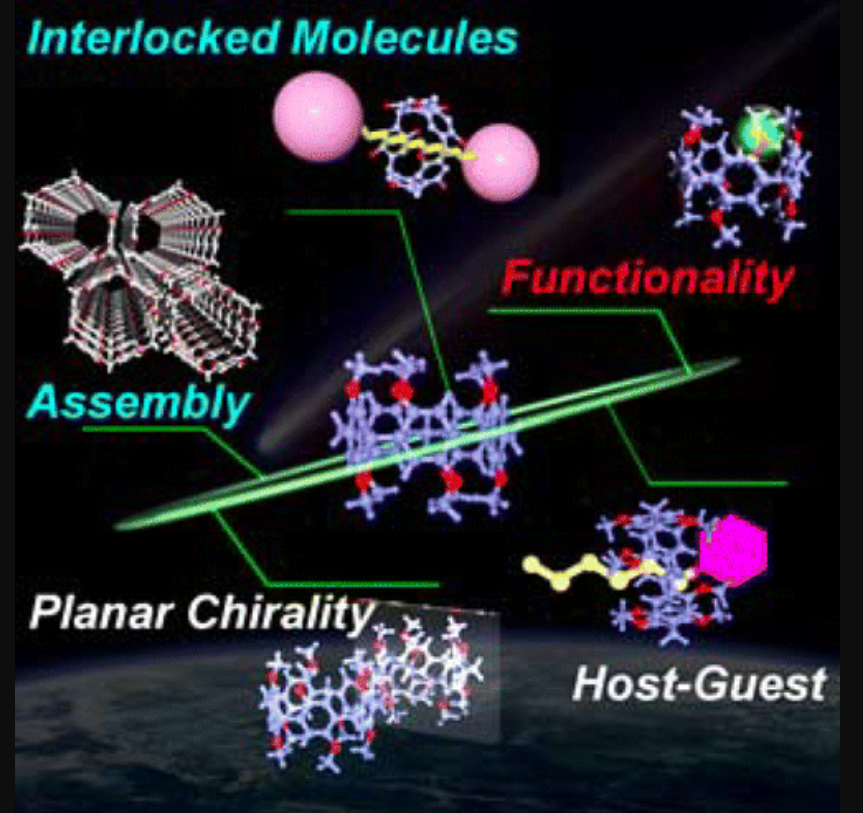 Interlocked Molecules
Functionality
Assembly
Planar Chirality
Host-Guest